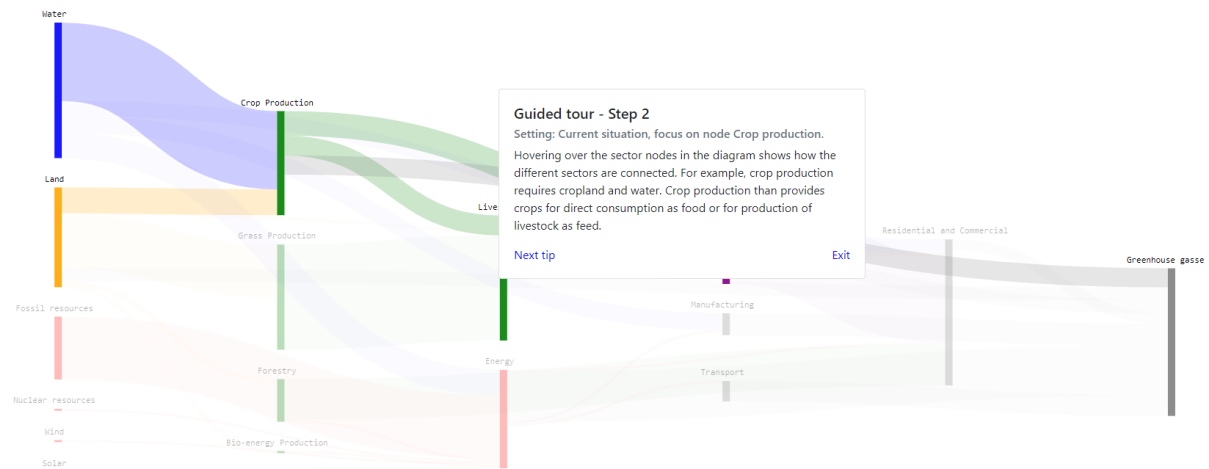 Water
Crop Production
Guided tour - Step 2
Setting: Current situation, focus on node Crop production.
Hovering over the sector nodes in the diagram shows how the
different sectors are connected. For example, crop production
requires cropland and water. Crop production than provides
crops for direct consumption as food or for production of
livestock as feed.
Next tip
Exit
Land
Live
Grass Production
Residential and Commercial
Greenhouse gasse
Fossil resources
Manufacturing
Energy
Forestry
Transport
Nuclear resources
Wind
Bio-energy Production
Solar